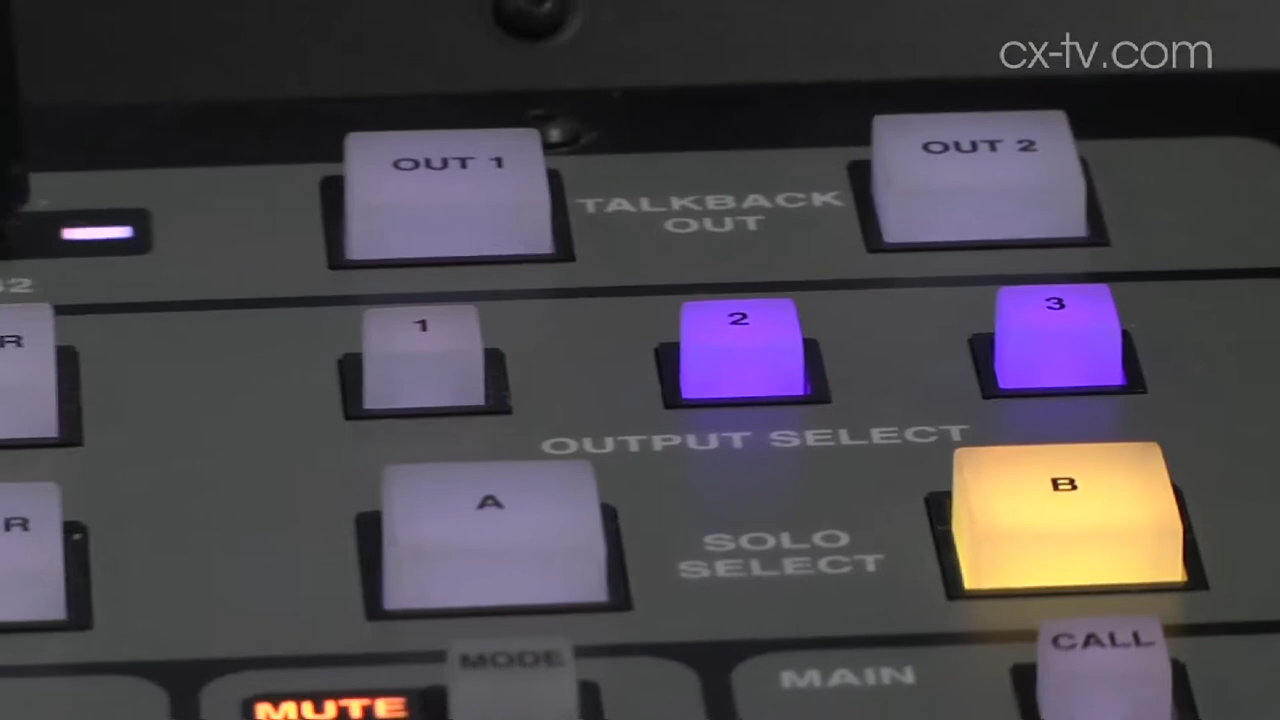 cx-tv.com
OUT 1
OUT 2
TALKBACK
OUT
R
1
2
3
OUTPUT SELECT
R
A
B
SOLO
SELECT
MODE
MUTE
MAIN
CALL